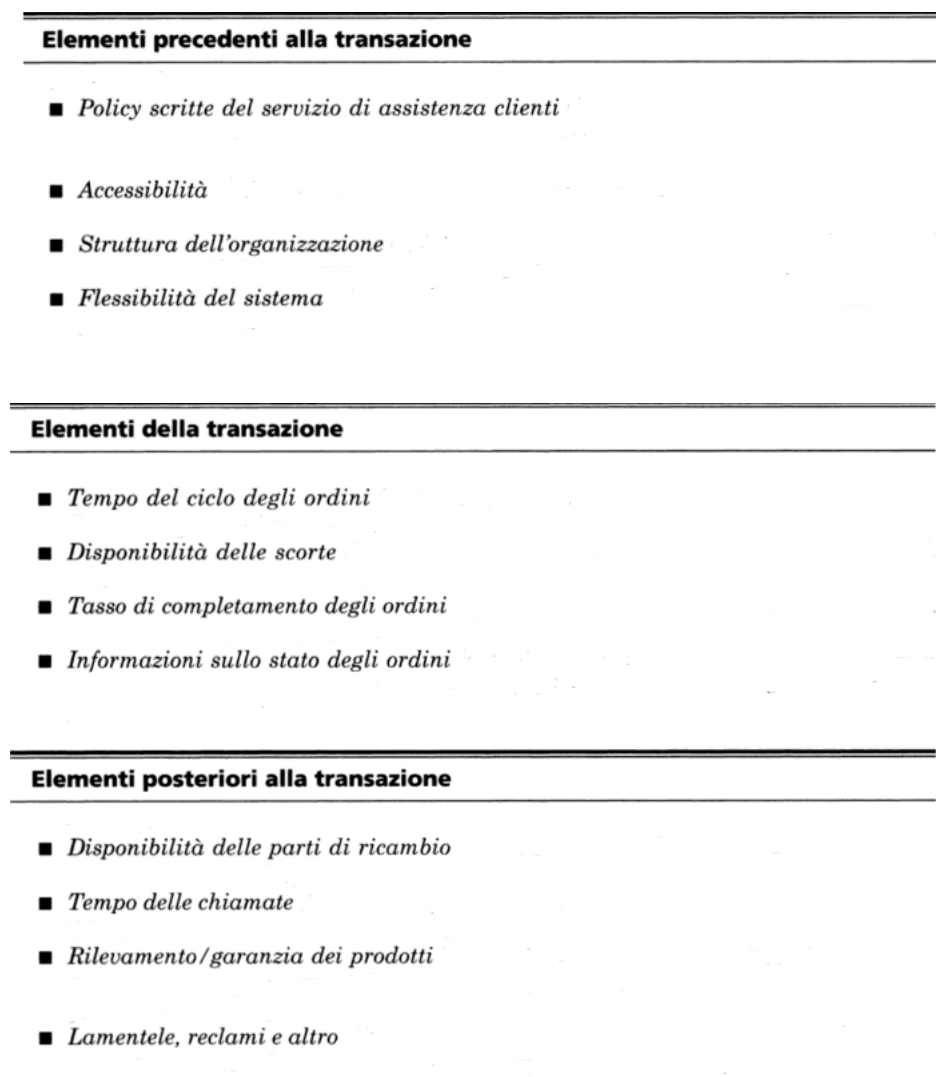 Elementi precedenti alla transazione
■ Policy scritte del servizio di assistenza clienti
■ Accessibilità
■ Struttura dell'organizzazione
■ Flessibilità del sistema
Elementi della transazione
■ Tempo del ciclo degli ordini
■ Disponibilità delle scorte
■ Tasso di completamento degli ordini
■ Informazioni sullo stato degli ordini
Elementi posteriori alla transazione
■ Disponibilità delle parti di ricambio
■ Tempo delle chiamate
■ Rilevamento/garanzia dei prodotti
■ Lamentele, reclami e altro